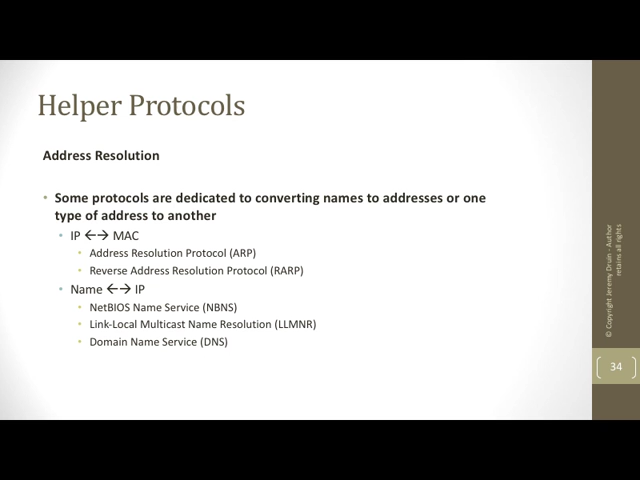 Helper Protocols
Address Resolution
• Some protocols are dedicated to converting names to addresses or one
type of address to another
• IP ←→ MAC
• Address Resolution Protocol (ARP)
• Reverse Address Resolution Protocol (RARP)
• Name ←→ IP
• NetBIOS Name Service (NBNS)
• Link-Local Multicast Name Resolution (LLMNR)
• Domain Name Service (DNS)
© Copyright Jeremy Druin - Author
retains all rights
34